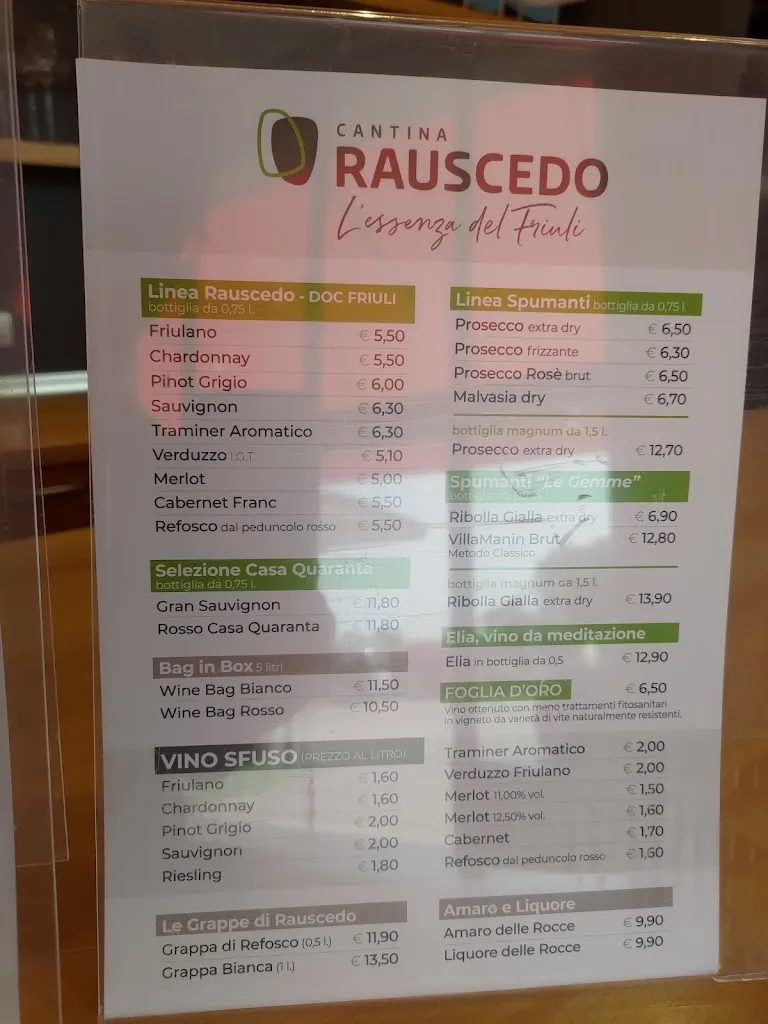 CANTINA
RAUSCEDO
L'essenza del Friuli
Linea Rauscedo - DOC FRIULI
bottiglia da 0,75 l.
Friulano € 5,50
Chardonnay € 5,50
Pinot Grigio € 6,00
Sauvignon € 6,30
Traminer Aromatico € 6,30
Verduzzo I.G.T. € 5,10
Merlot € 5,00
Cabernet Franc € 5,50
Refosco dal peduncolo rosso € 5,50
Selezione Casa Quaranta
bottiglia da 0,75 l.
Gran Sauvignon € 11,80
Rosso Casa Quaranta € 11,80
Bag in Box 5 litri
Wine Bag Bianco € 11,50
Wine Bag Rosso € 10,50
VINO SFUSO (PREZZO AL LITRO)
Friulano € 1,60
Chardonnay € 1,60
Pinot Grigio € 2,00
Sauvignon € 2,00
Riesling € 1,80
Le Grappe di Rauscedo
Grappa di Refosco (0,5 l.) € 11,90
Grappa Bianca (1 l.) € 13,50
Linea Spumanti bottiglia da 0,75 l.
Prosecco extra dry € 6,50
Prosecco frizzante € 6,30
Prosecco Rosè brut € 6,50
Malvasia dry € 6,70
bottiglia magnum da 1,5 l.
Prosecco extra dry € 12,70
Spumanti "Le Gemme"
bottiglia da
Ribolla Gialla extra dry € 6,90
VillaManin Brut € 12,80
Metodo Classico
bottiglia magnum da 1,5 l.
Ribolla Gialla extra dry € 13,90
Elia, vino da meditazione
Elia in bottiglia da 0,5 € 12,90
FOGLIA D'ORO € 6,50
Vino ottenuto con meno trattamenti fitosanitari
in vigneto da varietà di vite naturalmente resistenti.
Traminer Aromatico € 2,00
Verduzzo Friulano € 2,00
Merlot 11,00% vol. € 1,50
Merlot 12,50% vol. € 1,60
Cabernet € 1,70
Refosco dal peduncolo rosso € 1,60
Amaro e Liquore
Amaro delle Rocce € 9,90
Liquore delle Rocce € 9,90